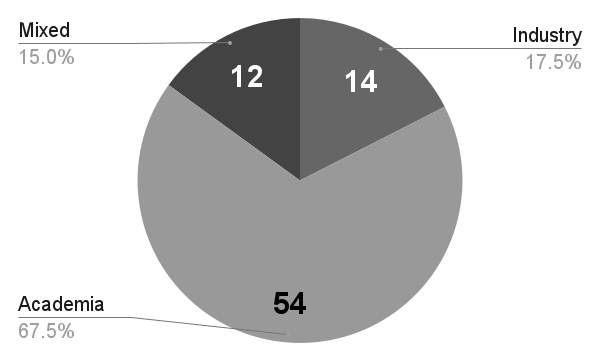 Mixed
15.0%
12
14
Industry
17.5%
54
Academia
67.5%